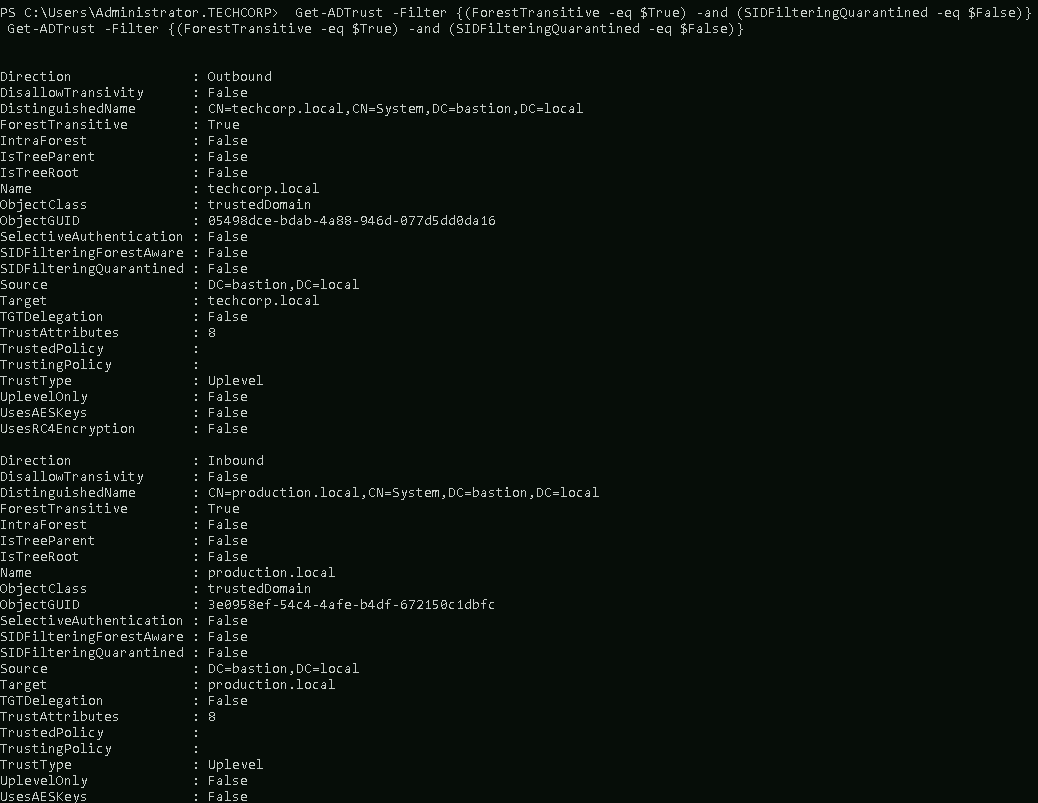 PS C:\Users\Administrator.TECHCORP>  Get-ADTrust -Filter {(ForestTransitive -eq $True) -and (SIDFilteringQuarantined -eq $False)}
 Get-ADTrust -Filter {(ForestTransitive -eq $True) -and (SIDFilteringQuarantined -eq $False)}
Direction               : Outbound
DisallowTransivity      : False
DistinguishedName       : CN=techcorp.local,CN=System,DC=bastion,DC=local
ForestTransitive        : True
IntraForest             : False
IsTreeParent            : False
IsTreeRoot              : False
Name                    : techcorp.local
ObjectClass             : trustedDomain
ObjectGUID              : 05498dce-bdab-4a88-946d-077d5dd0da16
SelectiveAuthentication : False
SIDFilteringForestAware : False
SIDFilteringQuarantined : False
Source                  : DC=bastion,DC=local
Target                  : techcorp.local
TGTDelegation           : False
TrustAttributes         : 8
TrustedPolicy           :
TrustingPolicy          :
TrustType               : Uplevel
UplevelOnly             : False
UsesAESKeys             : False
UsesRC4Encryption       : False
Direction               : Inbound
DisallowTransivity      : False
DistinguishedName       : CN=production.local,CN=System,DC=bastion,DC=local
ForestTransitive        : True
IntraForest             : False
IsTreeParent            : False
IsTreeRoot              : False
Name                    : production.local
ObjectClass             : trustedDomain
ObjectGUID              : 3e0958ef-54c4-4afe-b4df-672150c1dbfc
SelectiveAuthentication : False
SIDFilteringForestAware : False
SIDFilteringQuarantined : False
Source                  : DC=bastion,DC=local
Target                  : production.local
TGTDelegation           : False
TrustAttributes         : 8
TrustedPolicy           :
TrustingPolicy          :
TrustType               : Uplevel
UplevelOnly             : False
UsesAESKeys             : False